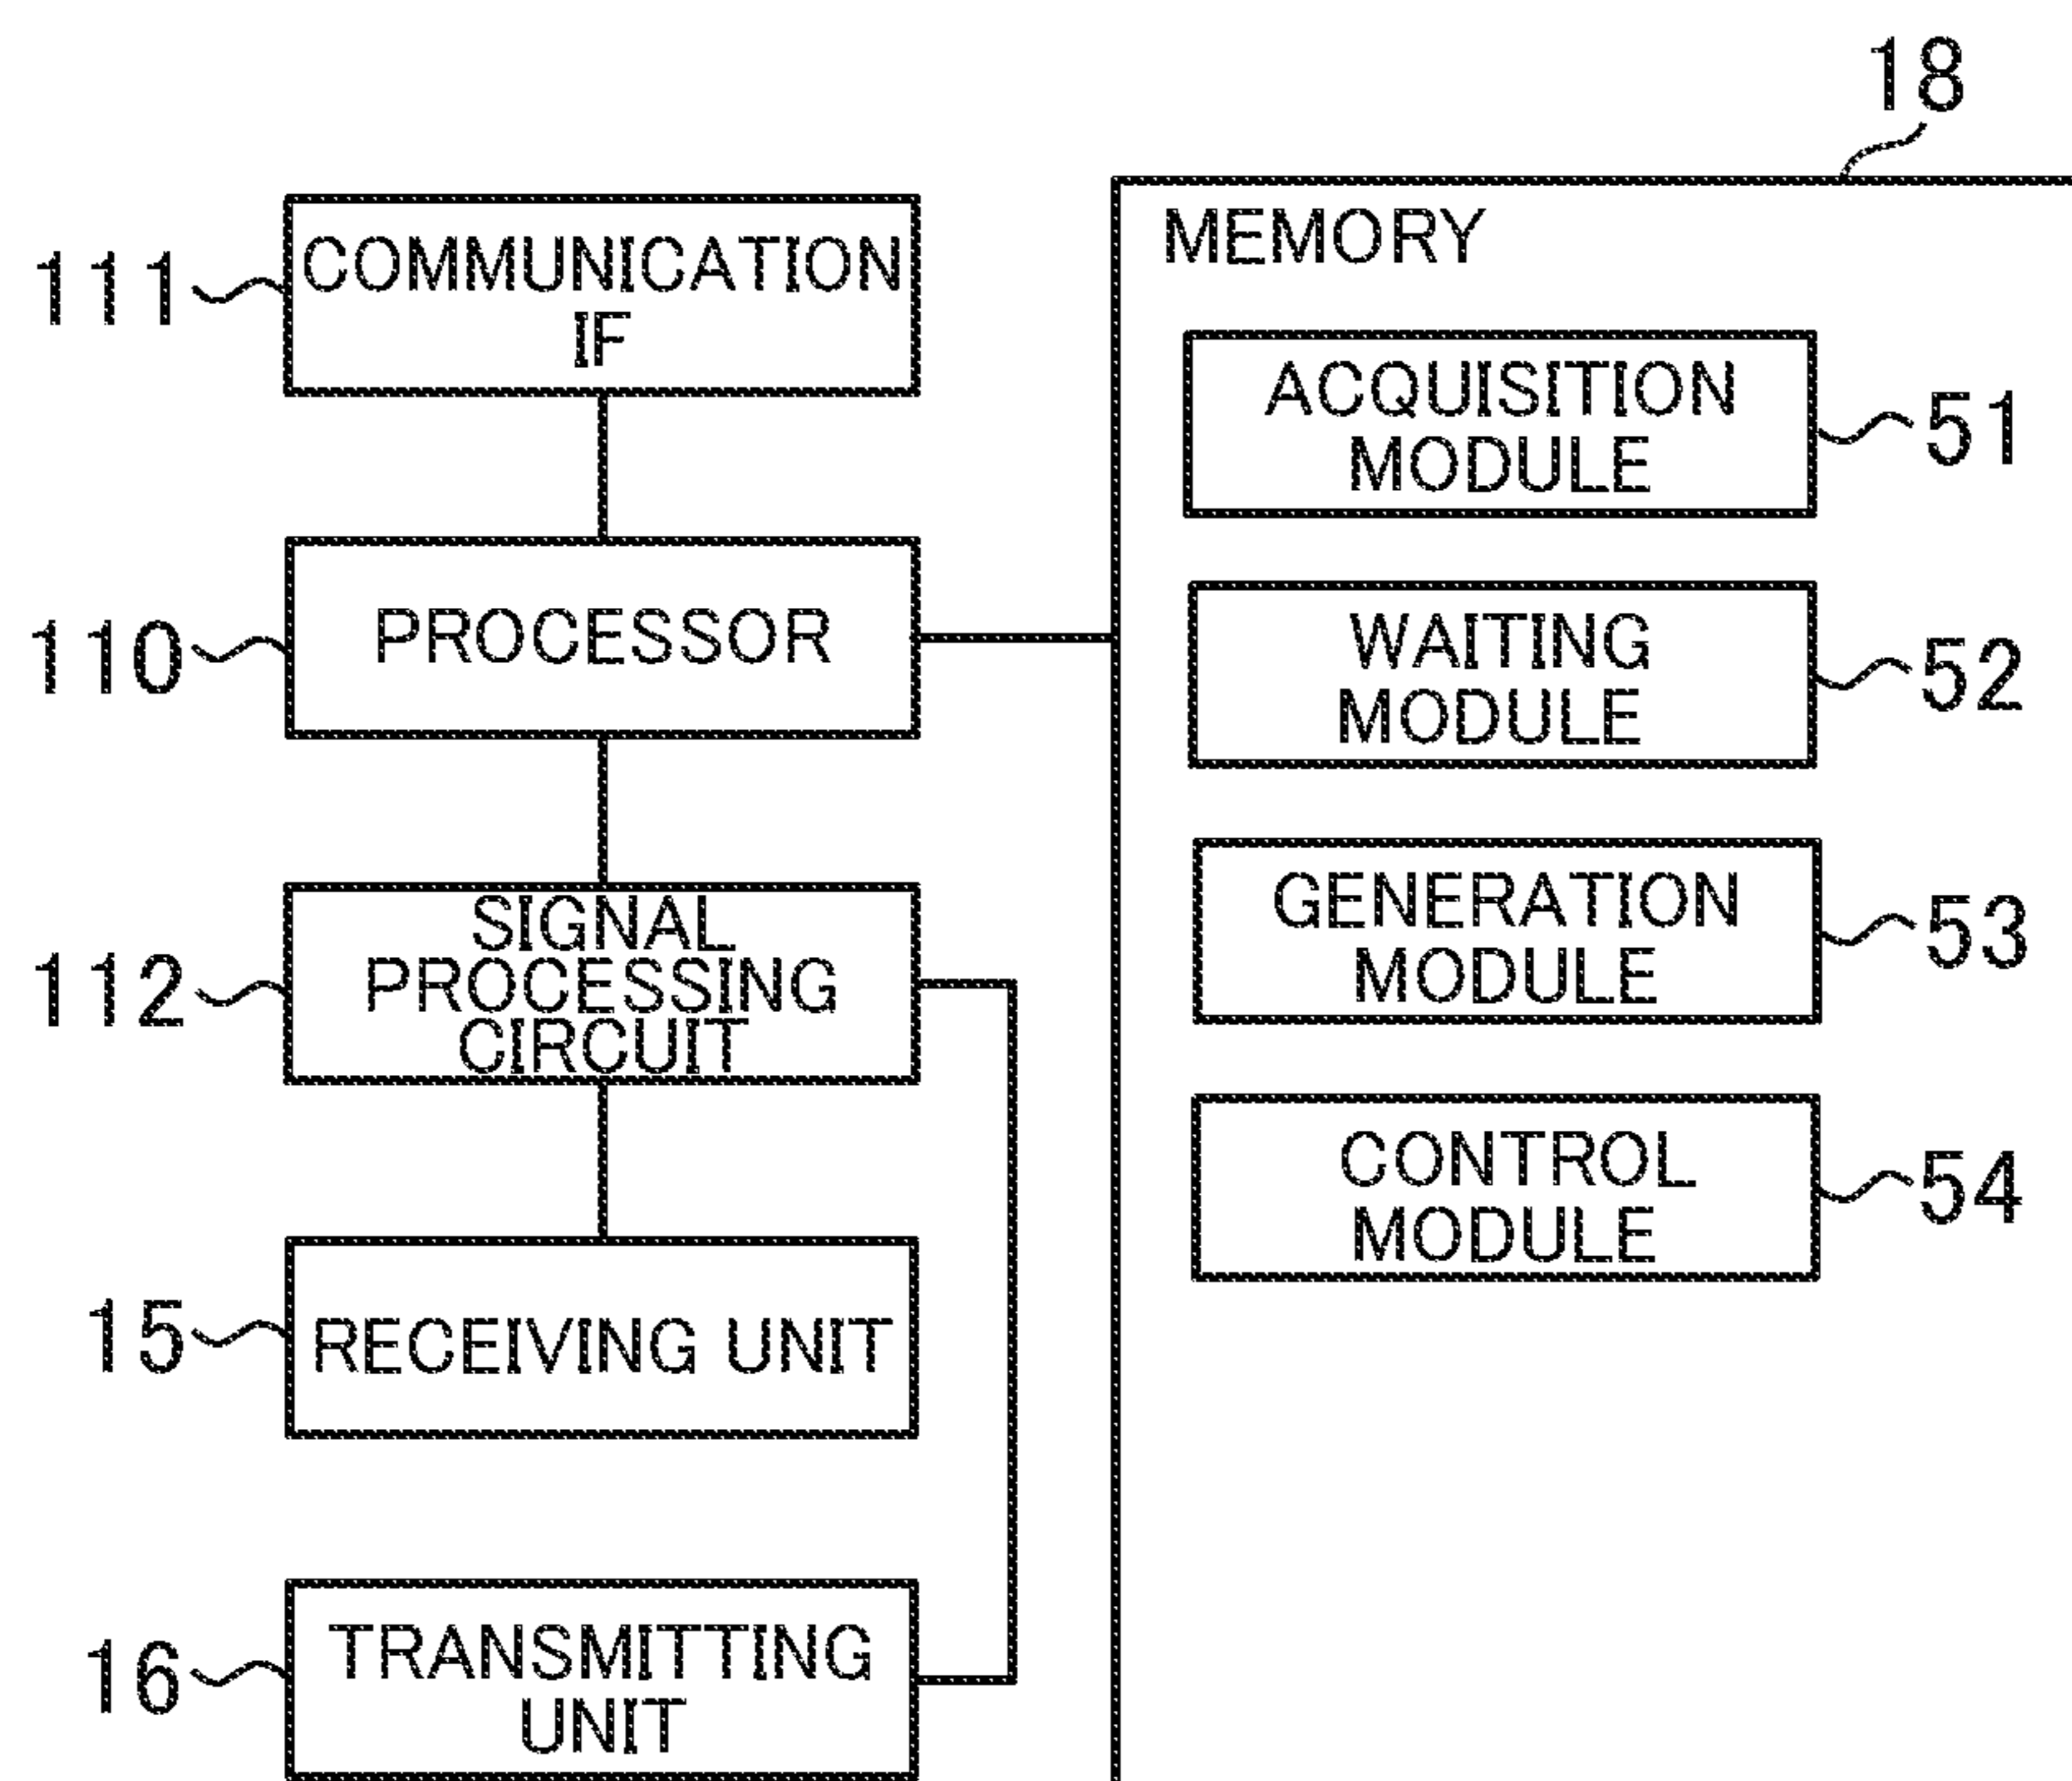 18
MEMORY
111
COMMUNICATION
IF
ACQUISITION
MODULE
51
110
PROCESSOR
WAITING
MODULE
52
112
SIGNAL
PROCESSING
CIRCUIT
GENERATION
MODULE
53
CONTROL
MODULE
54
15
RECEIVING UNIT
16
TRANSMITTING
UNIT